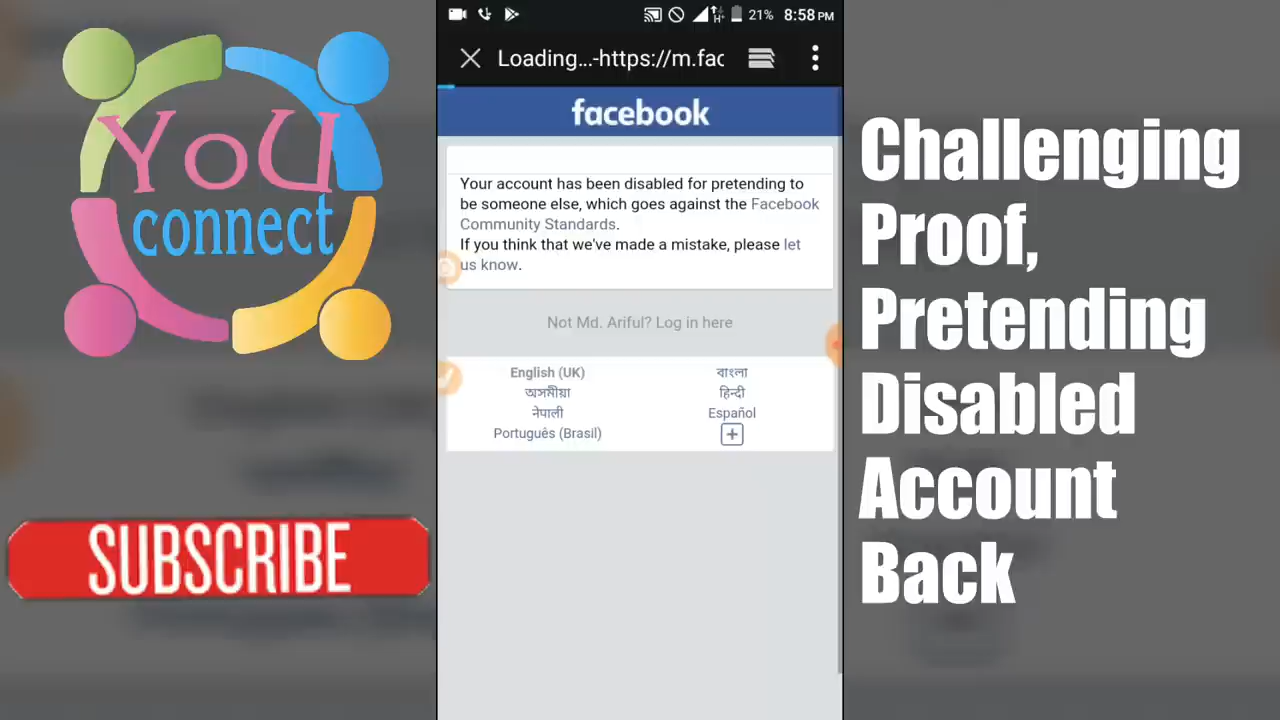 YoU
connect
SUBSCRIBE
21% 8:58 PM
Loading...-https://m.fac
facebook
Your account has been disabled for pretending to
be someone else, which goes against the Facebook
Community Standards.
If you think that we've made a mistake, please let
us know.
Not Md. Ariful? Log in here
English (UK) বাংলা
অসমীয়া हिन्दी
नेपाली Español
Português (Brasil)
Challenging
Proof,
Pretending
Disabled
Account
Back